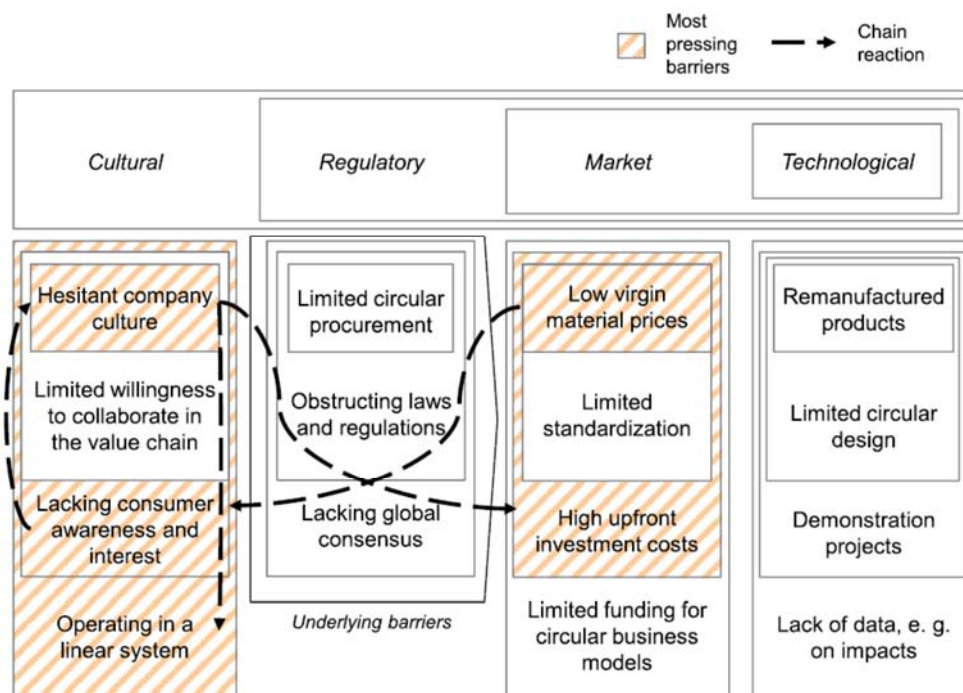 Most
pressing
barriers
Chain
reaction
Cultural
Regulatory
Market
Technological
Hesitant company
culture
Limited willingness
to collaborate in
the value chain
Lacking consumer
awareness and
interest
Operating in a
linear system
Limited circular
procurement
Obstructing laws
and regulations
Lacking global
consensus
Underlying barriers
Low virgin
material prices
Limited
standardization
High upfront
investment costs
Limited funding for
circular business
models
Remanufactured
products
Limited circular
design
Demonstration
projects
Lack of data, e. g.
on impacts